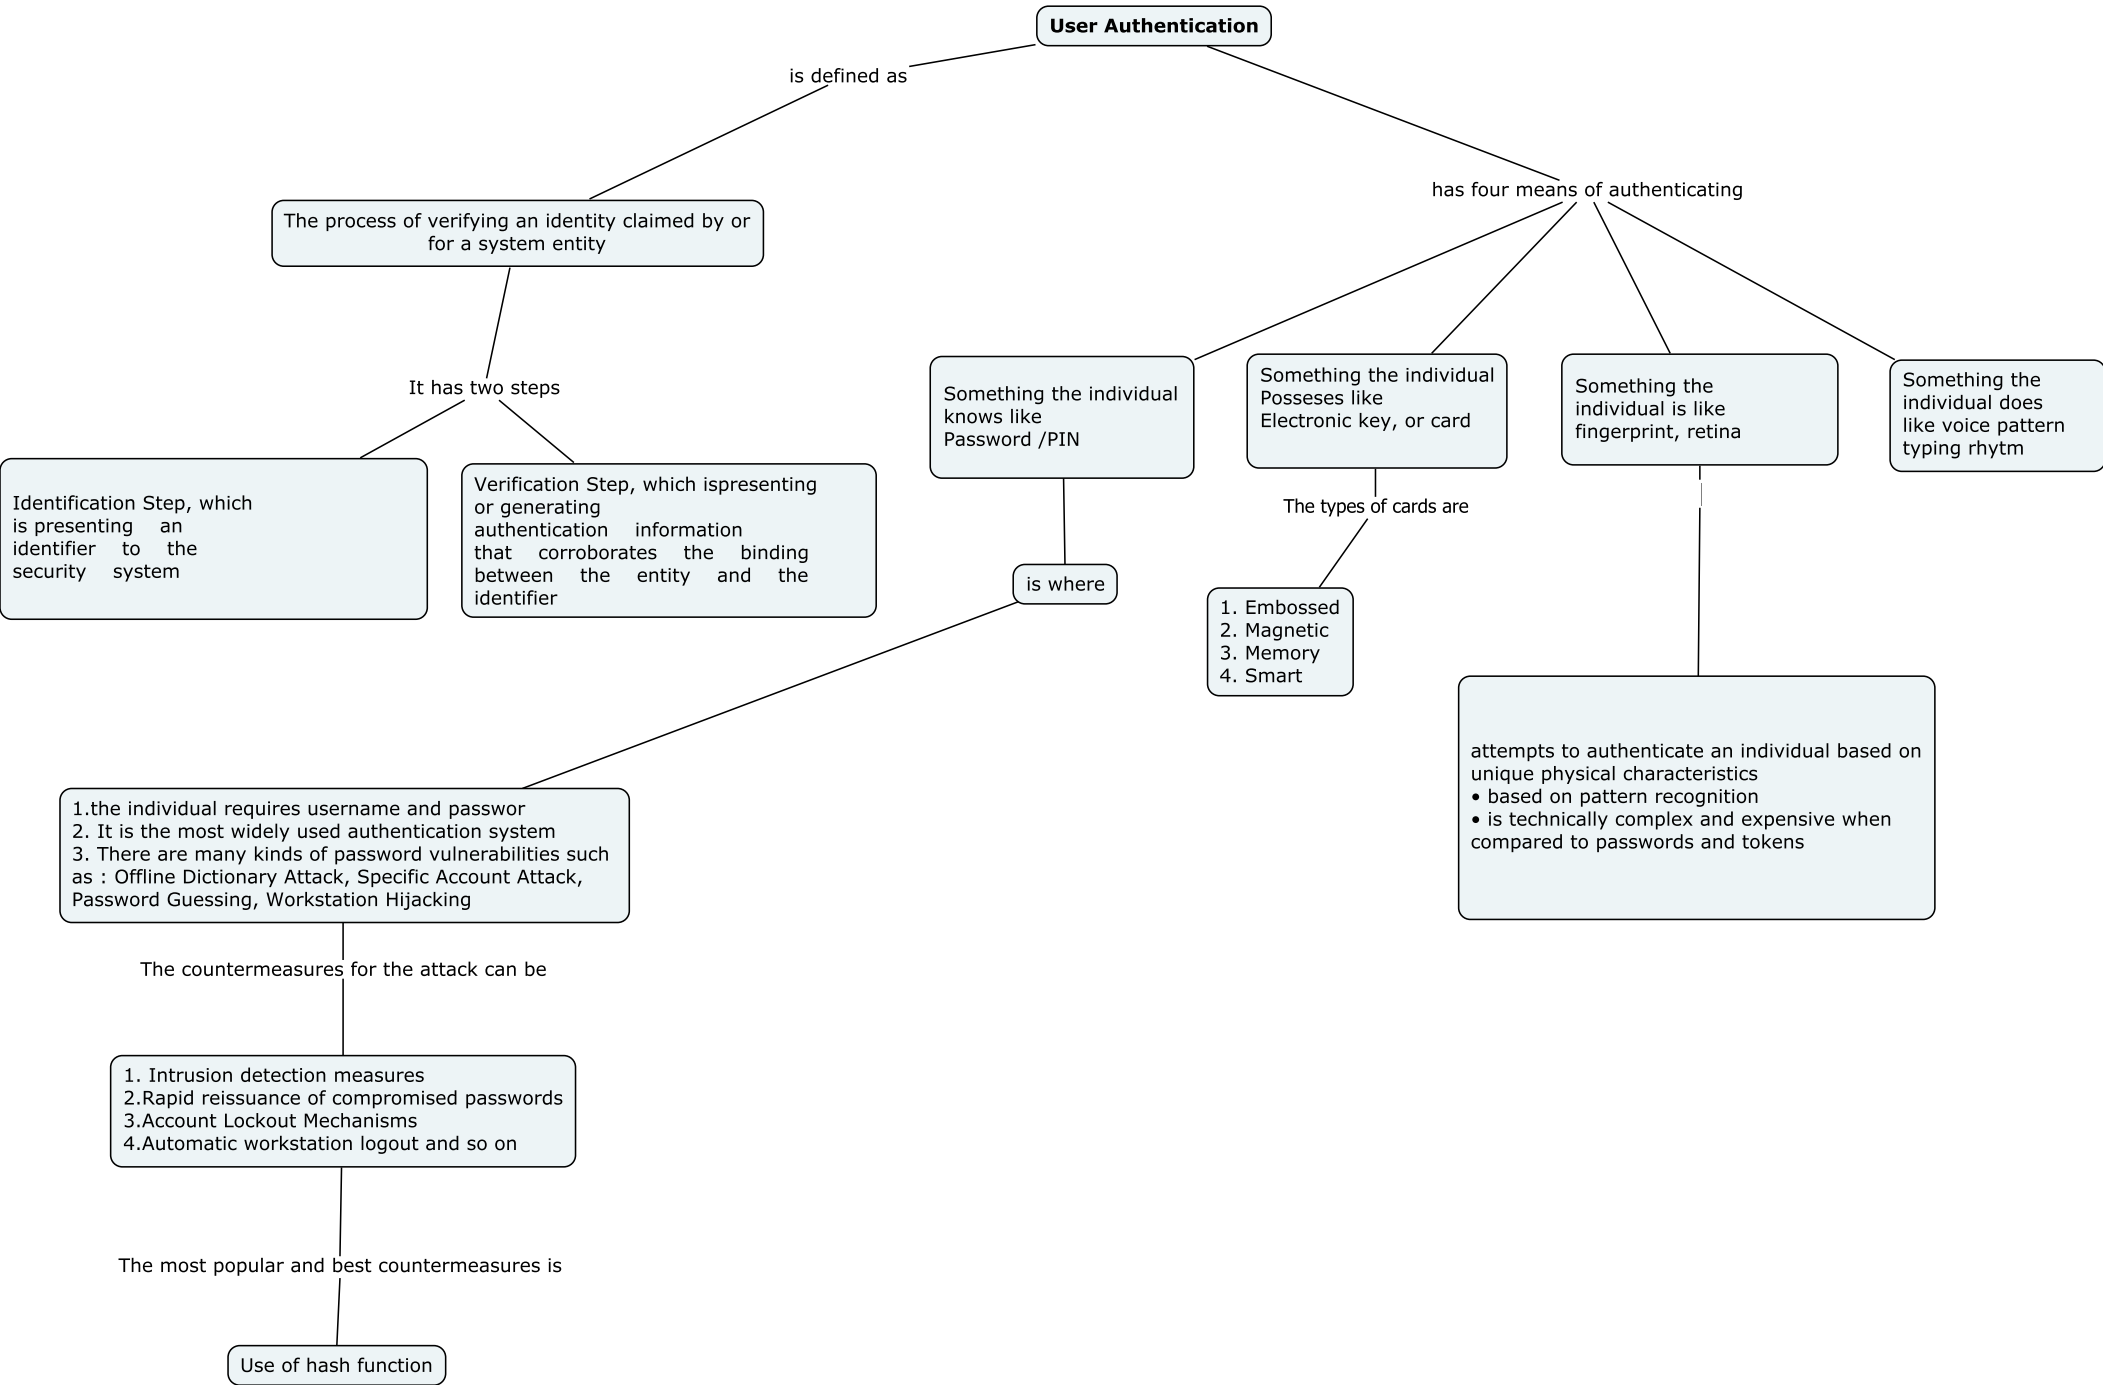 User Authentication
is defined as
has four means of authenticating
The process of verifying an identity claimed by or
for a system entity
It has two steps
Identification Step, which
is presenting an
identifier to the
security system
Verification Step, which ispresenting
or generating
authentication information
that corroborates the binding
between the entity and the
identifier
Something the individual
knows like
Password /PIN
Something the individual
Posseses like
Electronic key, or card
Something the
individual is like
fingerprint, retina
Something the
individual does
like voice pattern
typing rhytm
The types of cards are
is where
1. Embossed
2. Magnetic
3. Memory
4. Smart
attempts to authenticate an individual based on
unique physical characteristics
• based on pattern recognition
• is technically complex and expensive when
compared to passwords and tokens
1.the individual requires username and passwor
2. It is the most widely used authentication system
3. There are many kinds of password vulnerabilities such
as : Offline Dictionary Attack, Specific Account Attack,
Password Guessing, Workstation Hijacking
The countermeasures for the attack can be
1. Intrusion detection measures
2.Rapid reissuance of compromised passwords
3.Account Lockout Mechanisms
4.Automatic workstation logout and so on
The most popular and best countermeasures is
Use of hash function